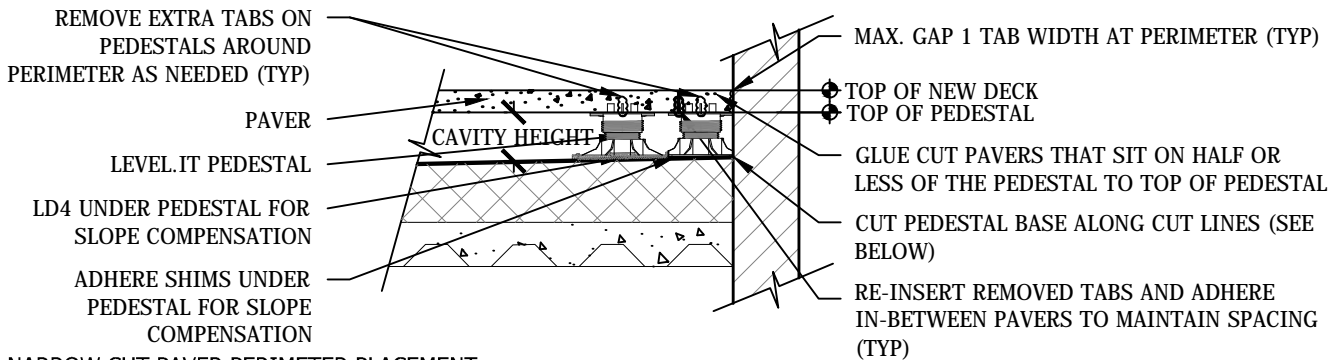 REMOVE EXTRA TABS ON
PEDESTALS AROUND
PERIMETER AS NEEDED (TYP)
PAVER
CAVITY HEIGHT
LEVEL.IT PEDESTAL
LD4 UNDER PEDESTAL FOR
SLOPE COMPENSATION
ADHERE SHIMS UNDER
PEDESTAL FOR SLOPE
COMPENSATION
MAX. GAP 1 TAB WIDTH AT PERIMETER (TYP)
TOP OF NEW DECK
TOP OF PEDESTAL
GLUE CUT PAVERS THAT SIT ON HALF OR
LESS OF THE PEDESTAL TO TOP OF PEDESTAL
CUT PEDESTAL BASE ALONG CUT LINES (SEE
BELOW)
RE-INSERT REMOVED TABS AND ADHERE
IN-BETWEEN PAVERS TO MAINTAIN SPACING
(TYP)
NARROW CUT PAVER PERIMETER PLACEMENT